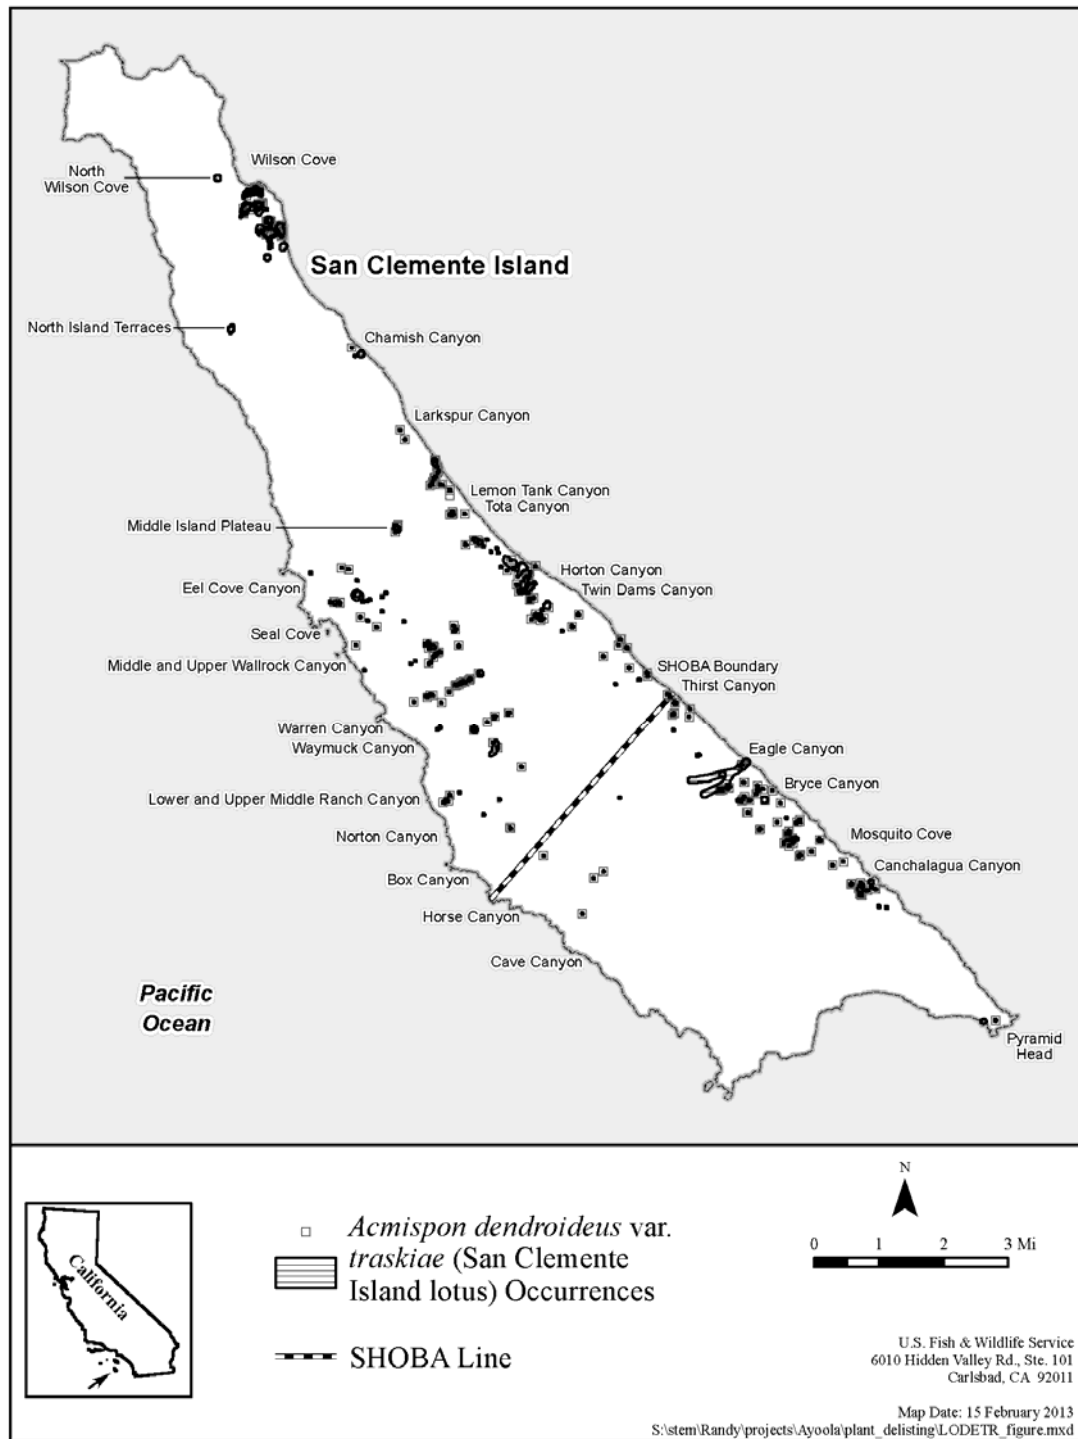 Wilson Cove
North
Wilson Cove
San Clemente Island
North Island Terraces
Chamish Canyon
Larkspur Canyon
Lemon Tank Canyon
Tota Canyon
Middle Island Plateau
Horton Canyon
Eel Cove Canyon
Twin Dams Canyon
Seal Cove
Middle and Upper Wallrock Canyon
SHOBA Boundary
Thirst Canyon
Warren Canyon
Waymuck Canyon
Eagle Canyon
Bryce Canyon
Lower and Upper Middle Ranch Canyon
Norton Canyon
Mosquito Cove
Canchalagua Canyon
Box Canyon
Horse Canyon
Cave Canyon
Pacific
Ocean
Pyramid
Head
California
Acmispon dendroideus var.
traskiae (San Clemente
Island lotus) Occurrences
SHOBA Line
N
0 1 2 3 Mi
U.S. Fish & Wildlife Service
6010 Hidden Valley Rd., Ste. 101
Carlsbad, CA 92011
Map Date: 15 February 2013
S:\stem\Randy\projects\Ayoola\plant_delisting\LODETR_figure.mxd